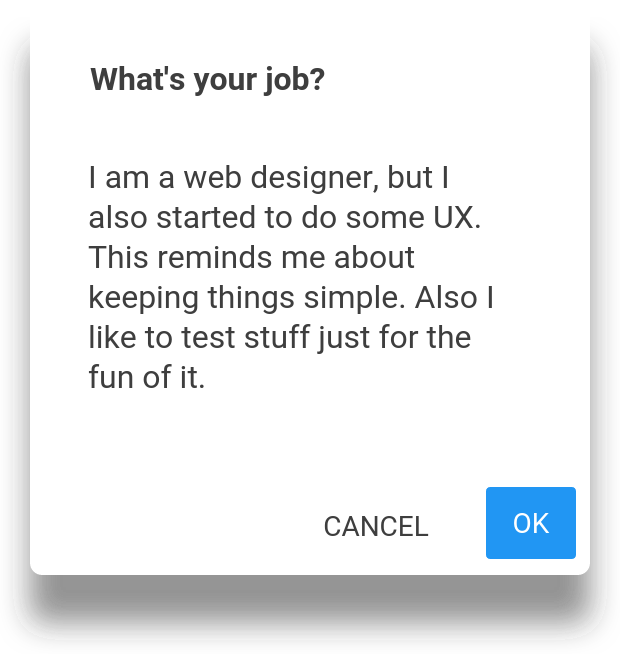 What's your job?
I am a web designer, but I
also started to do some UX.
This reminds me about
keeping things simple. Also I
like to test stuff just for the
fun of it.
CANCEL
OK